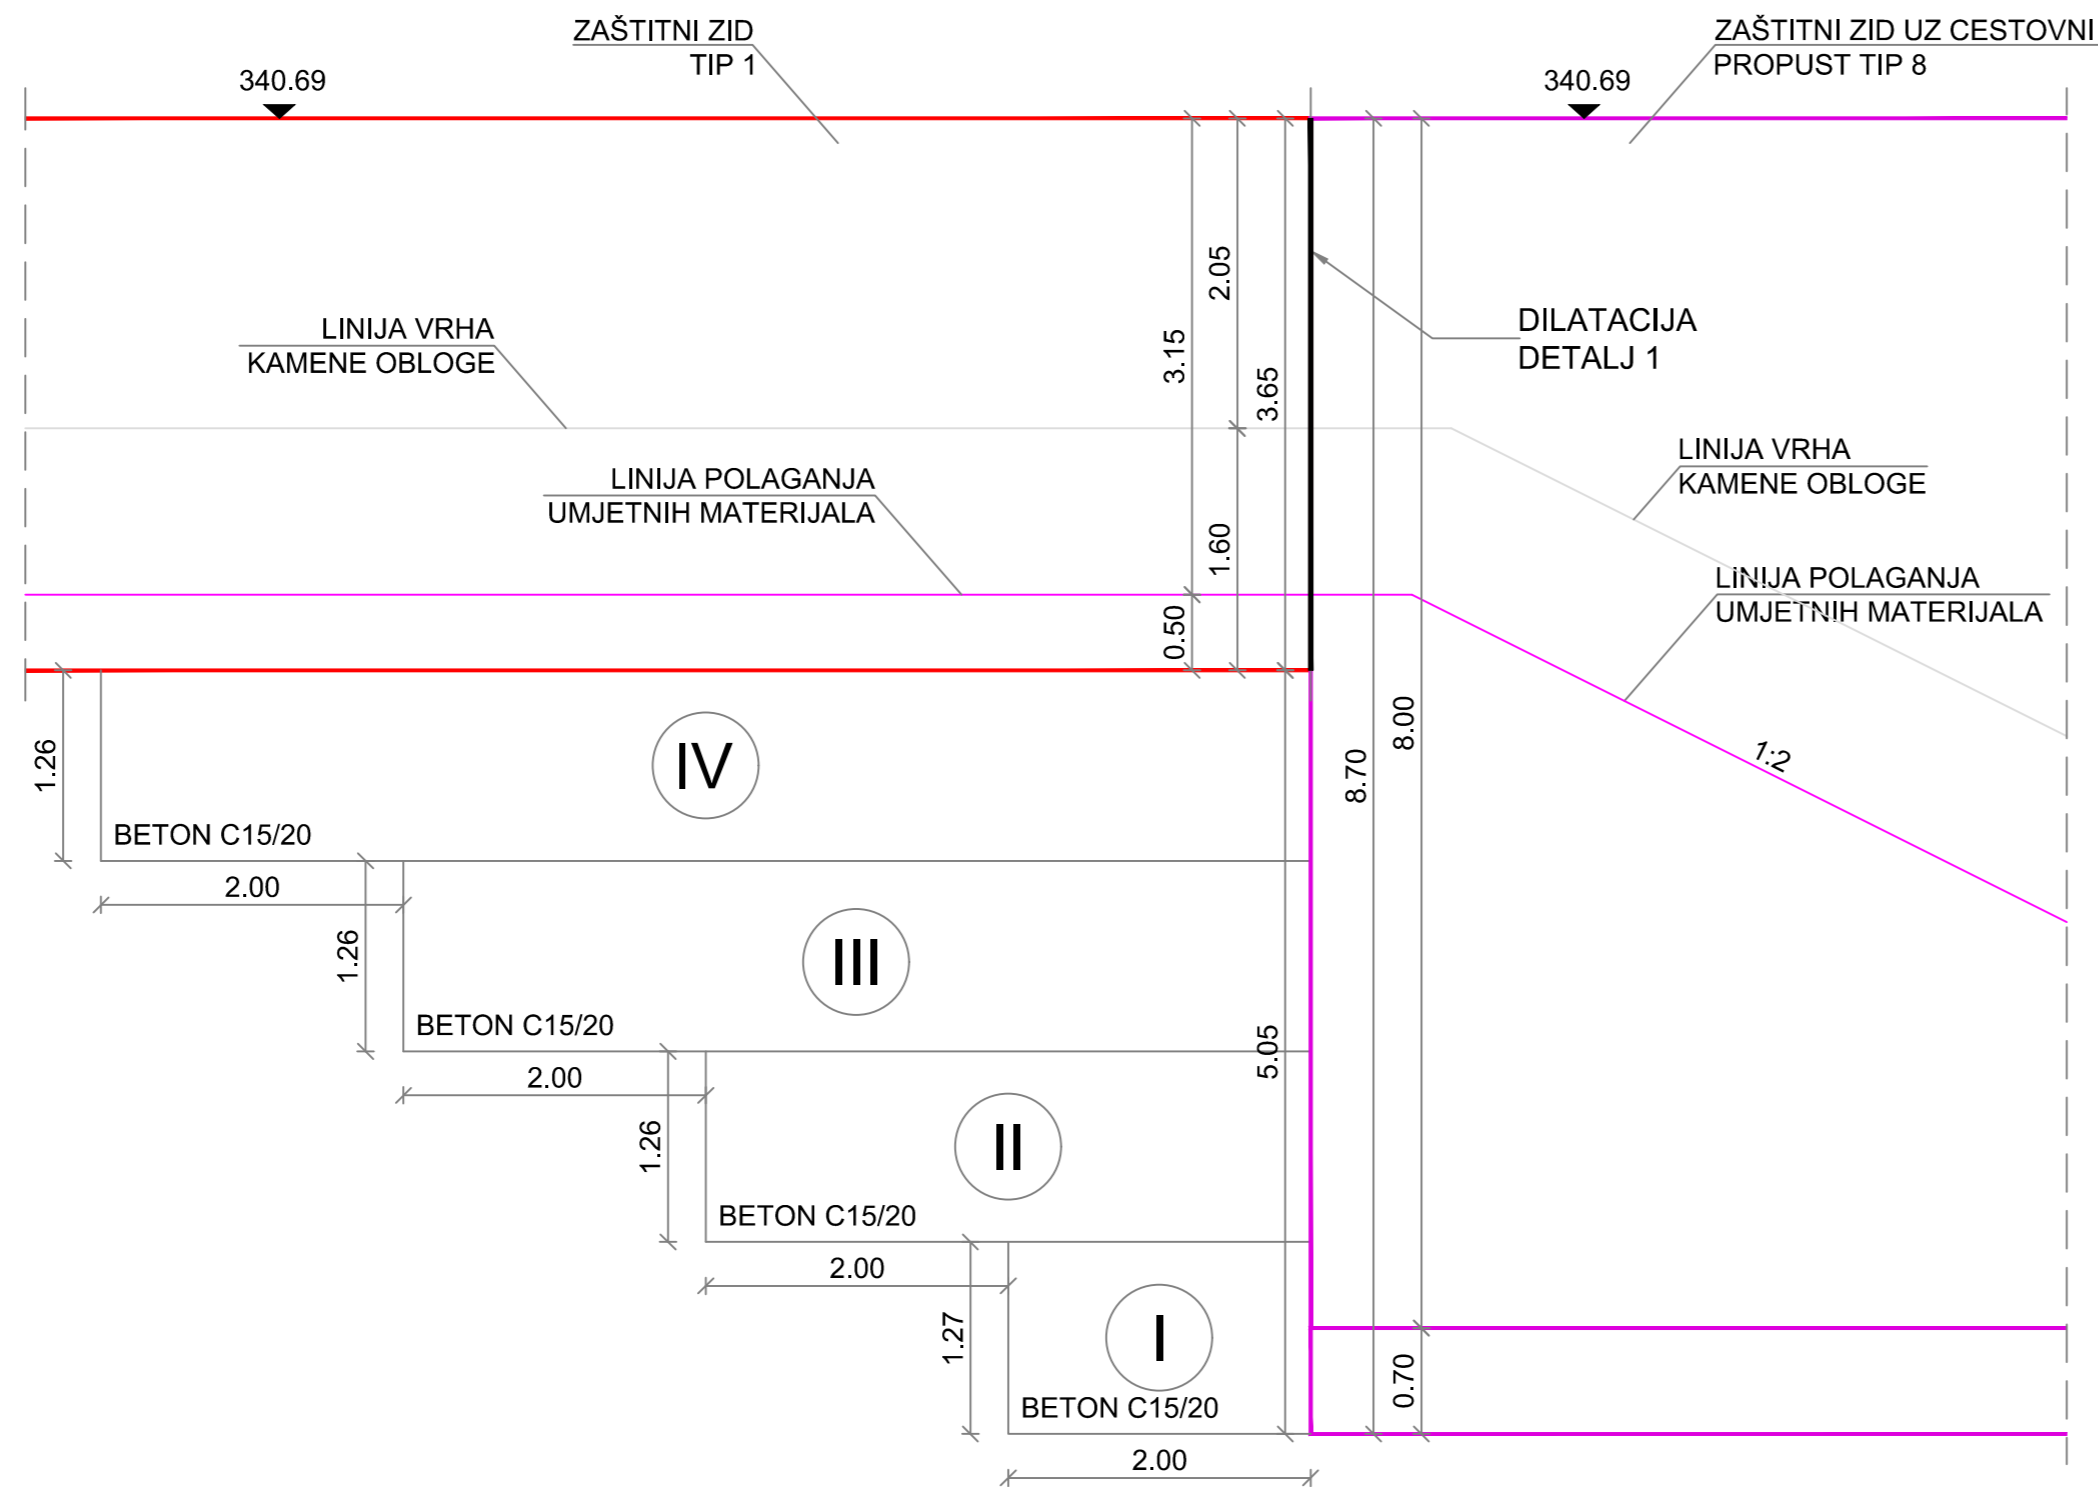 ZAŠTITNI ZID
TIP 1
ZAŠTITNI ZID UZ CESTOVNI
PROPUST TIP 8
340.69
340.69
2.05
3.15
3.65
DILATACIJA
DETALJ 1
LINIJA VRHA
KAMENE OBLOGE
LINIJA VRHA
KAMENE OBLOGE
LINIJA POLAGANJA
UMJETNIH MATERIJALA
1.60
0.50
LINIJA POLAGANJA
UMJETNIH MATERIJALA
1:2
8.00
8.70
1.26
IV
BETON C15/20
2.00
1.26
III
BETON C15/20
5.05
2.00
1.26
II
BETON C15/20
2.00
1.27
I
0.70
BETON C15/20
2.00